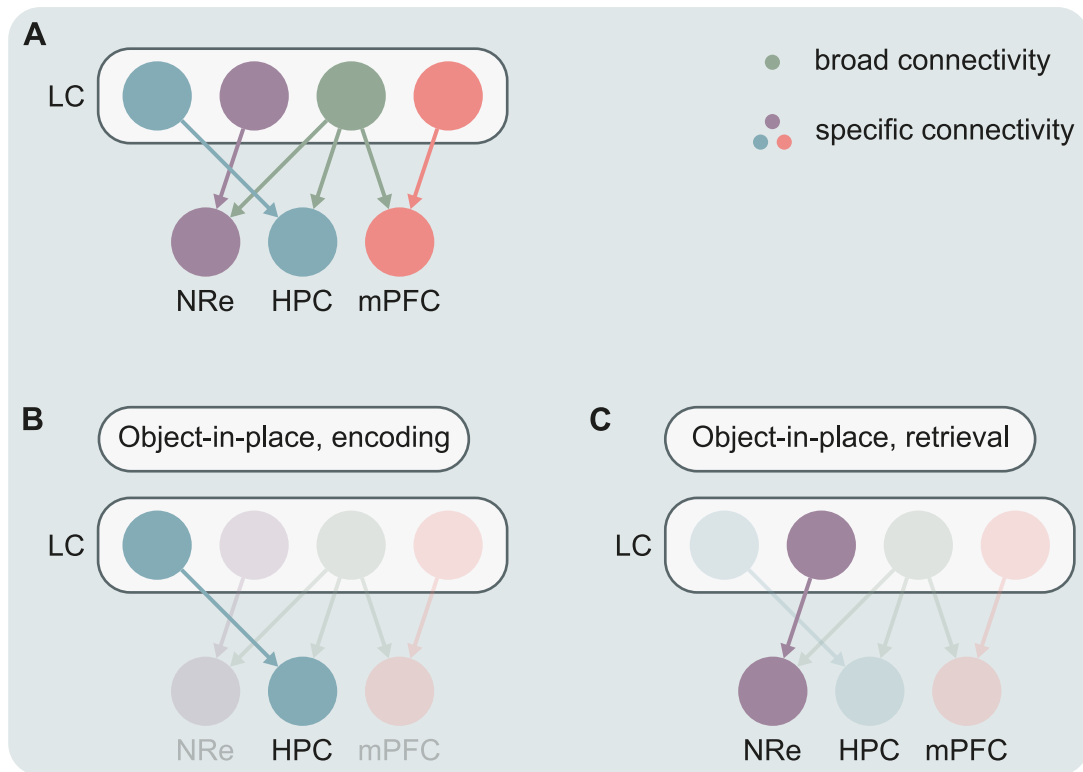 A
LC
broad connectivity
specific connectivity
NRe HPC mPFC
B
Object-in-place, encoding
LC
NRe HPC mPFC
C
Object-in-place, retrieval
LC
NRe HPC mPFC